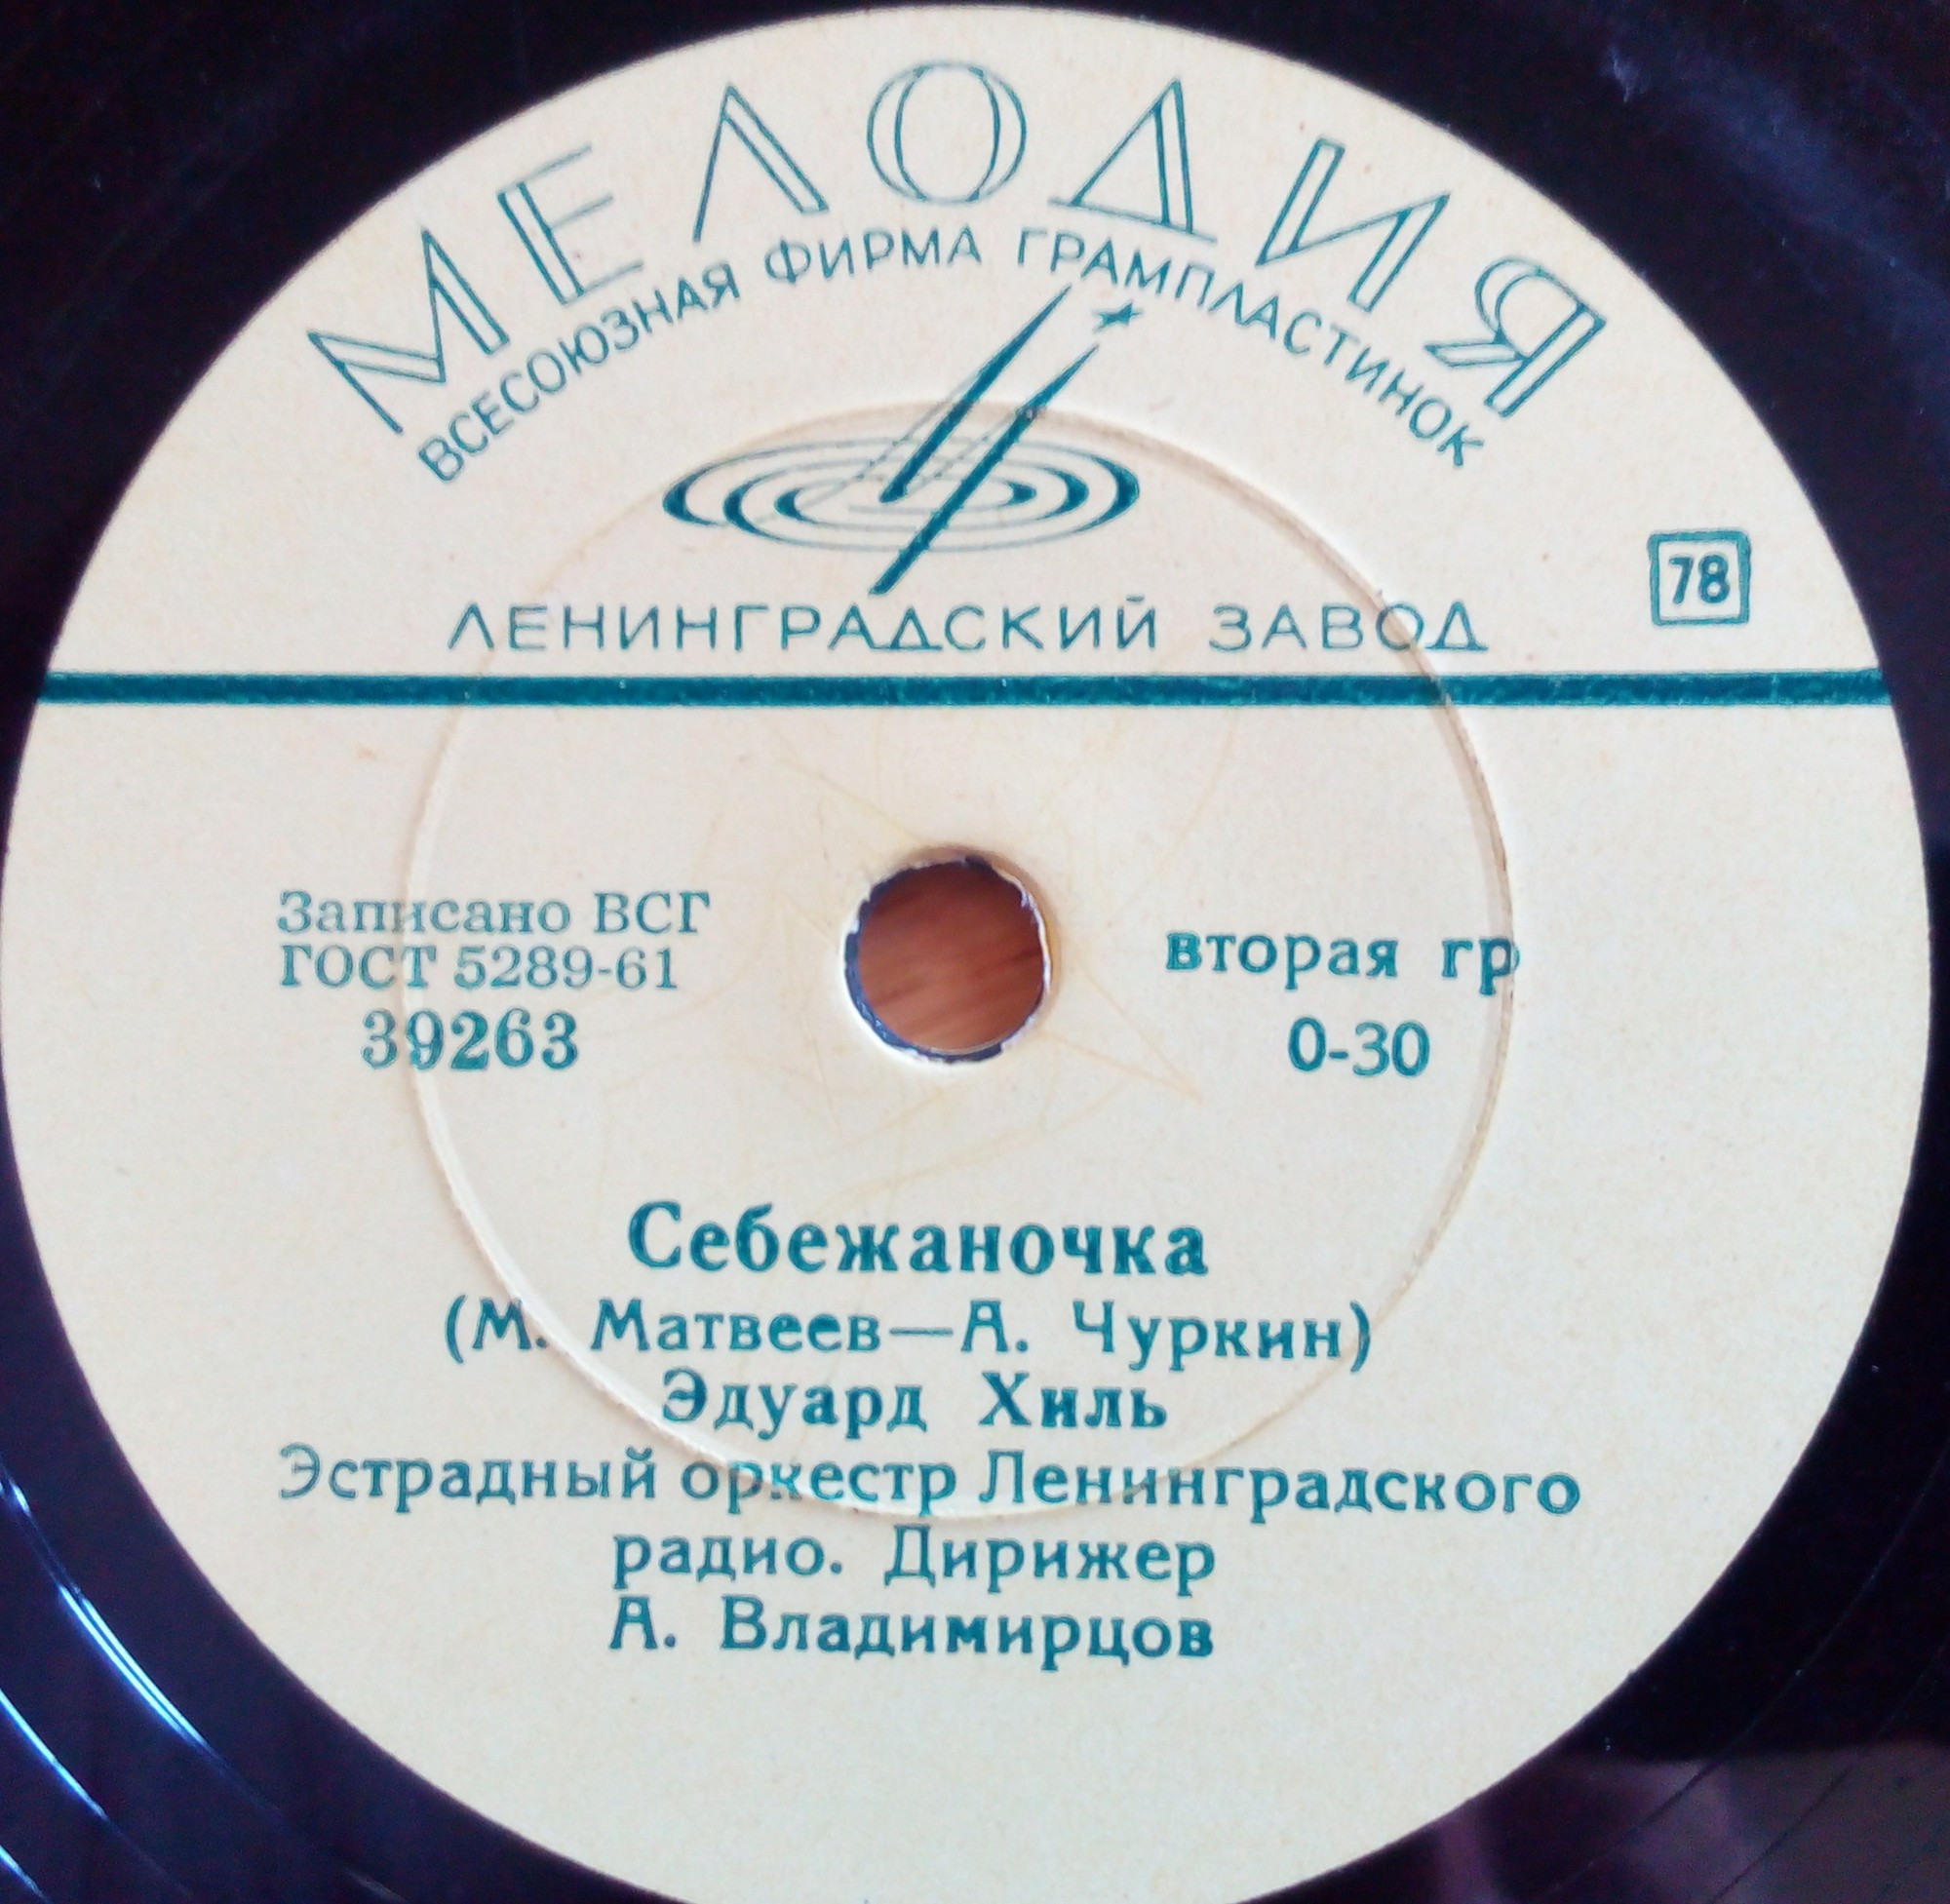 МЕЛОДИЯ
ВСЕСОЮЗНАЯ ФИРМА ГРАМПЛАСТИНОК
ЛЕНИНГРАДСКИЙ ЗАВОД
78
Записано ВСГ
ГОСТ 5289-61
39263
вторая гр
0-30
Себежаночка
(М. Матвеев—А. Чуркин)
Эдуард Хиль
Эстрадный оркестр Ленинградского
радио. Дирижер
А. Владимирцов